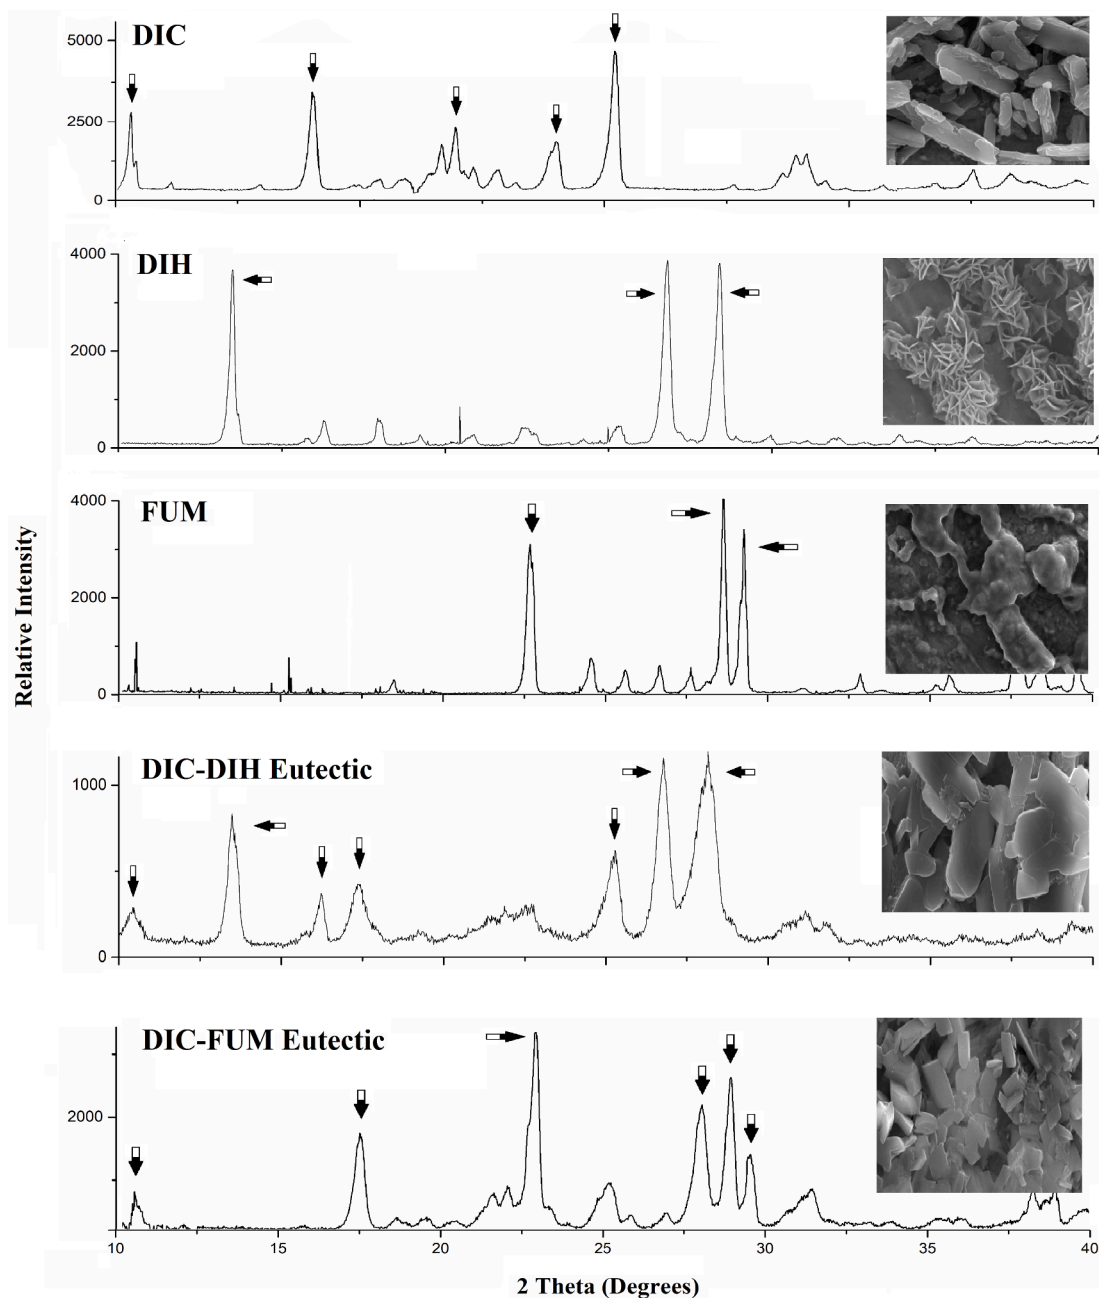 DIC
5000
2500
0
DIH
4000
2000
0
FUM
4000
2000
0
Relative Intensity
DIC-DIH Eutectic
1000
0
DIC-FUM Eutectic
2000
10 15 20 25 30 35 40
2 Theta (Degrees)